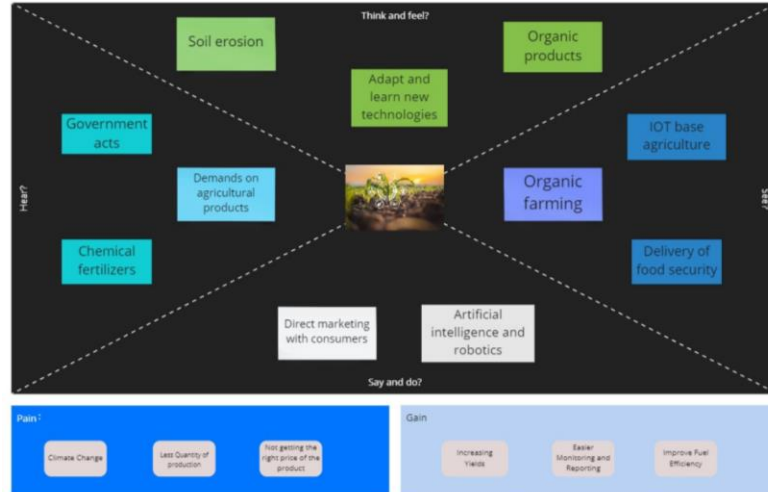 Think and feel?
Soil erosion
Organic
products
Adapt and
learn new
technologies
Government
acts
IOT base
agriculture
Demands on
agricultural
products
Organic
farming
Hear?
See?
Chemical
fertilizers
Delivery of
food security
Direct marketing
with consumers
Artificial
intelligence and
robotics
Say and do?
Pain:
Climate Change
Less Quantity of
production
Not getting the
right price of the
product
Gain
Increasing
Yields
Easier
Monitoring and
Reporting
Improve Fuel
Efficiency